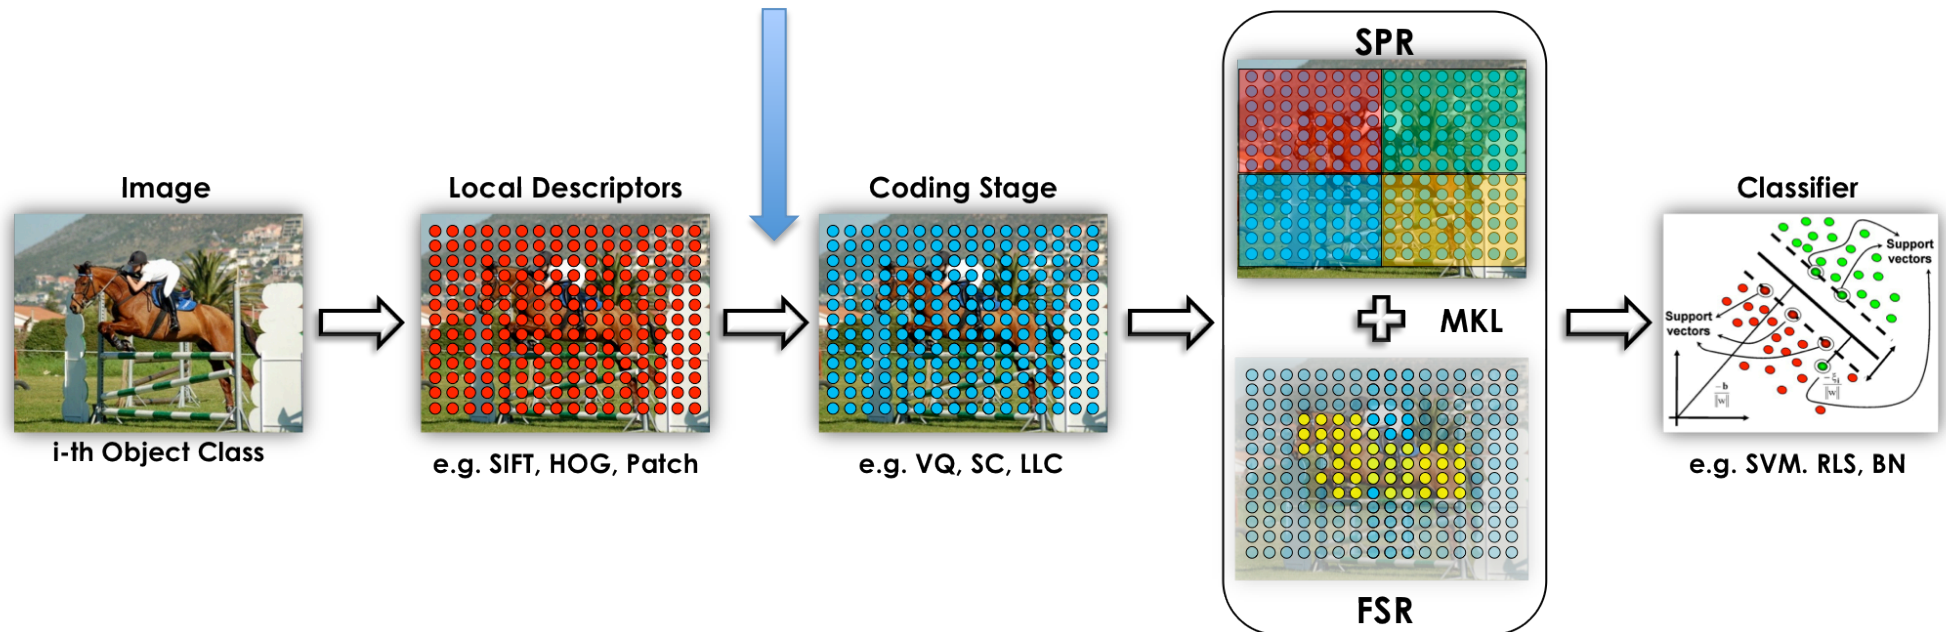 Image
i-th Object Class
Local Descriptors
e.g. SIFT, HOG, Patch
Coding Stage
e.g. VQ, SC, LLC
SPR
MKL
FSR
Classifier
Support
vectors
Support
vectors
-b
|w|
-ξ
|w|
e.g. SVM. RLS, BN